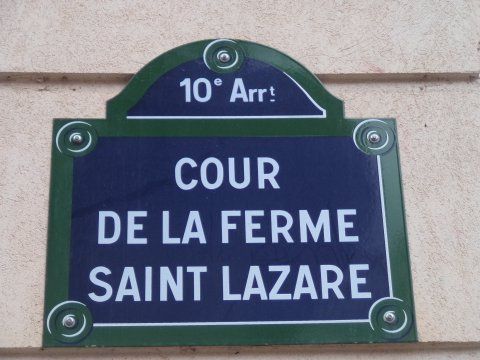 10e Arrt
COUR
DE LA FERME
SAINT LAZARE